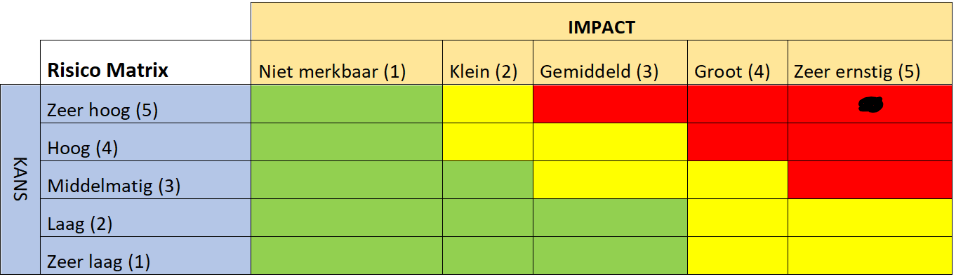 IMPACT
Risico Matrix
Niet merkbaar (1)
Klein (2)
Gemiddeld (3)
Groot (4)
Zeer ernstig (5)
KANS
Zeer hoog (5)
Hoog (4)
Middelmatig (3)
Laag (2)
Zeer laag (1)